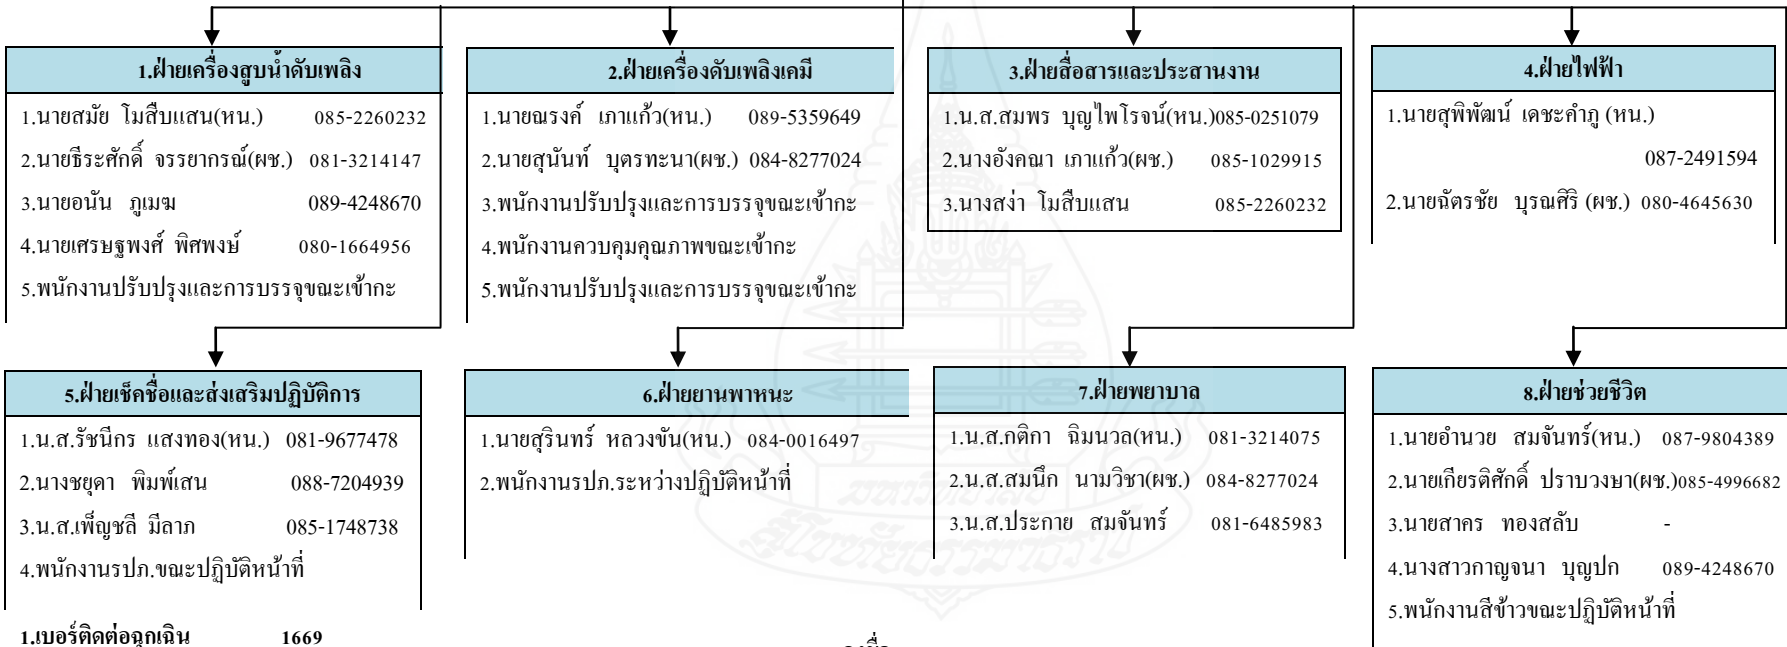 1.ฝ่ายเครื่องสูบน้ำดับเพลิง
1.นายสมัย โมสืบแสน(หน.) 085-2260232
2.นายธีระศักดิ์ จรรยากรณ์(ผช.) 081-3214147
3.นายอนัน ภูเมฆ 089-4248670
4.นายเศรษฐพงศ์ พิศพงษ์ 080-1664956
5.พนักงานปรับปรุงและการบรรจุขณะเข้ากะ
2.ฝ่ายเครื่องดับเพลิงเคมี
1.นายณรงค์ เภาแก้ว(หน.) 089-5359649
2.นายสุนันท์ บุตรทะนา(ผช.) 084-8277024
3.พนักงานปรับปรุงและการบรรจุขณะเข้ากะ
4.พนักงานควบคุมคุณภาพขณะเข้ากะ
5.พนักงานปรับปรุงและการบรรจุขณะเข้ากะ
3.ฝ่ายสื่อสารและประสานงาน
1.น.ส.สมพร บุญไพโรจน์(หน.)085-0251079
2.นางอังคณา เภาแก้ว(ผช.) 085-1029915
3.นางสง่า โมสืบแสน 085-2260232
4.ฝ่ายไฟฟ้า
1.นายสุพิพัฒน์ เดชะคำภู (หน.)
087-2491594
2.นายฉัตรชัย บุรณศิริ (ผช.) 080-4645630
5.ฝ่ายเช็คชื่อและส่งเสริมปฏิบัติการ
1.น.ส.รัชนีกร แสงทอง(หน.) 081-9677478
2.นางชยุดา พิมพ์เสน 088-7204939
3.น.ส.เพ็ญชลี มีลาภ 085-1748738
4.พนักงานรปภ.ขณะปฏิบัติหน้าที่
6.ฝ่ายยานพาหนะ
1.นายสุรินทร์ หลวงขัน(หน.) 084-0016497
2.พนักงานรปภ.ระหว่างปฏิบัติหน้าที่
7.ฝ่ายพยาบาล
1.น.ส.กติกา ฉิมนวล(หน.) 081-3214075
2.น.ส.สมนึก นามวิชา(ผช.) 084-8277024
3.น.ส.ประกาย สมจันทร์ 081-6485983
8.ฝ่ายช่วยชีวิต
1.นายอำนวย สมจันทร์(หน.) 087-9804389
2.นายเกียรติศักดิ์ ปราบวงษา(ผช.)085-4996682
3.นายสาคร ทองสลับ -
4.นางสาวกาญจนา บุญปก 089-4248670
5.พนักงานสีข้าวขณะปฏิบัติหน้าที่
1.เบอร์ติดต่อฉุกเฉิน 1669